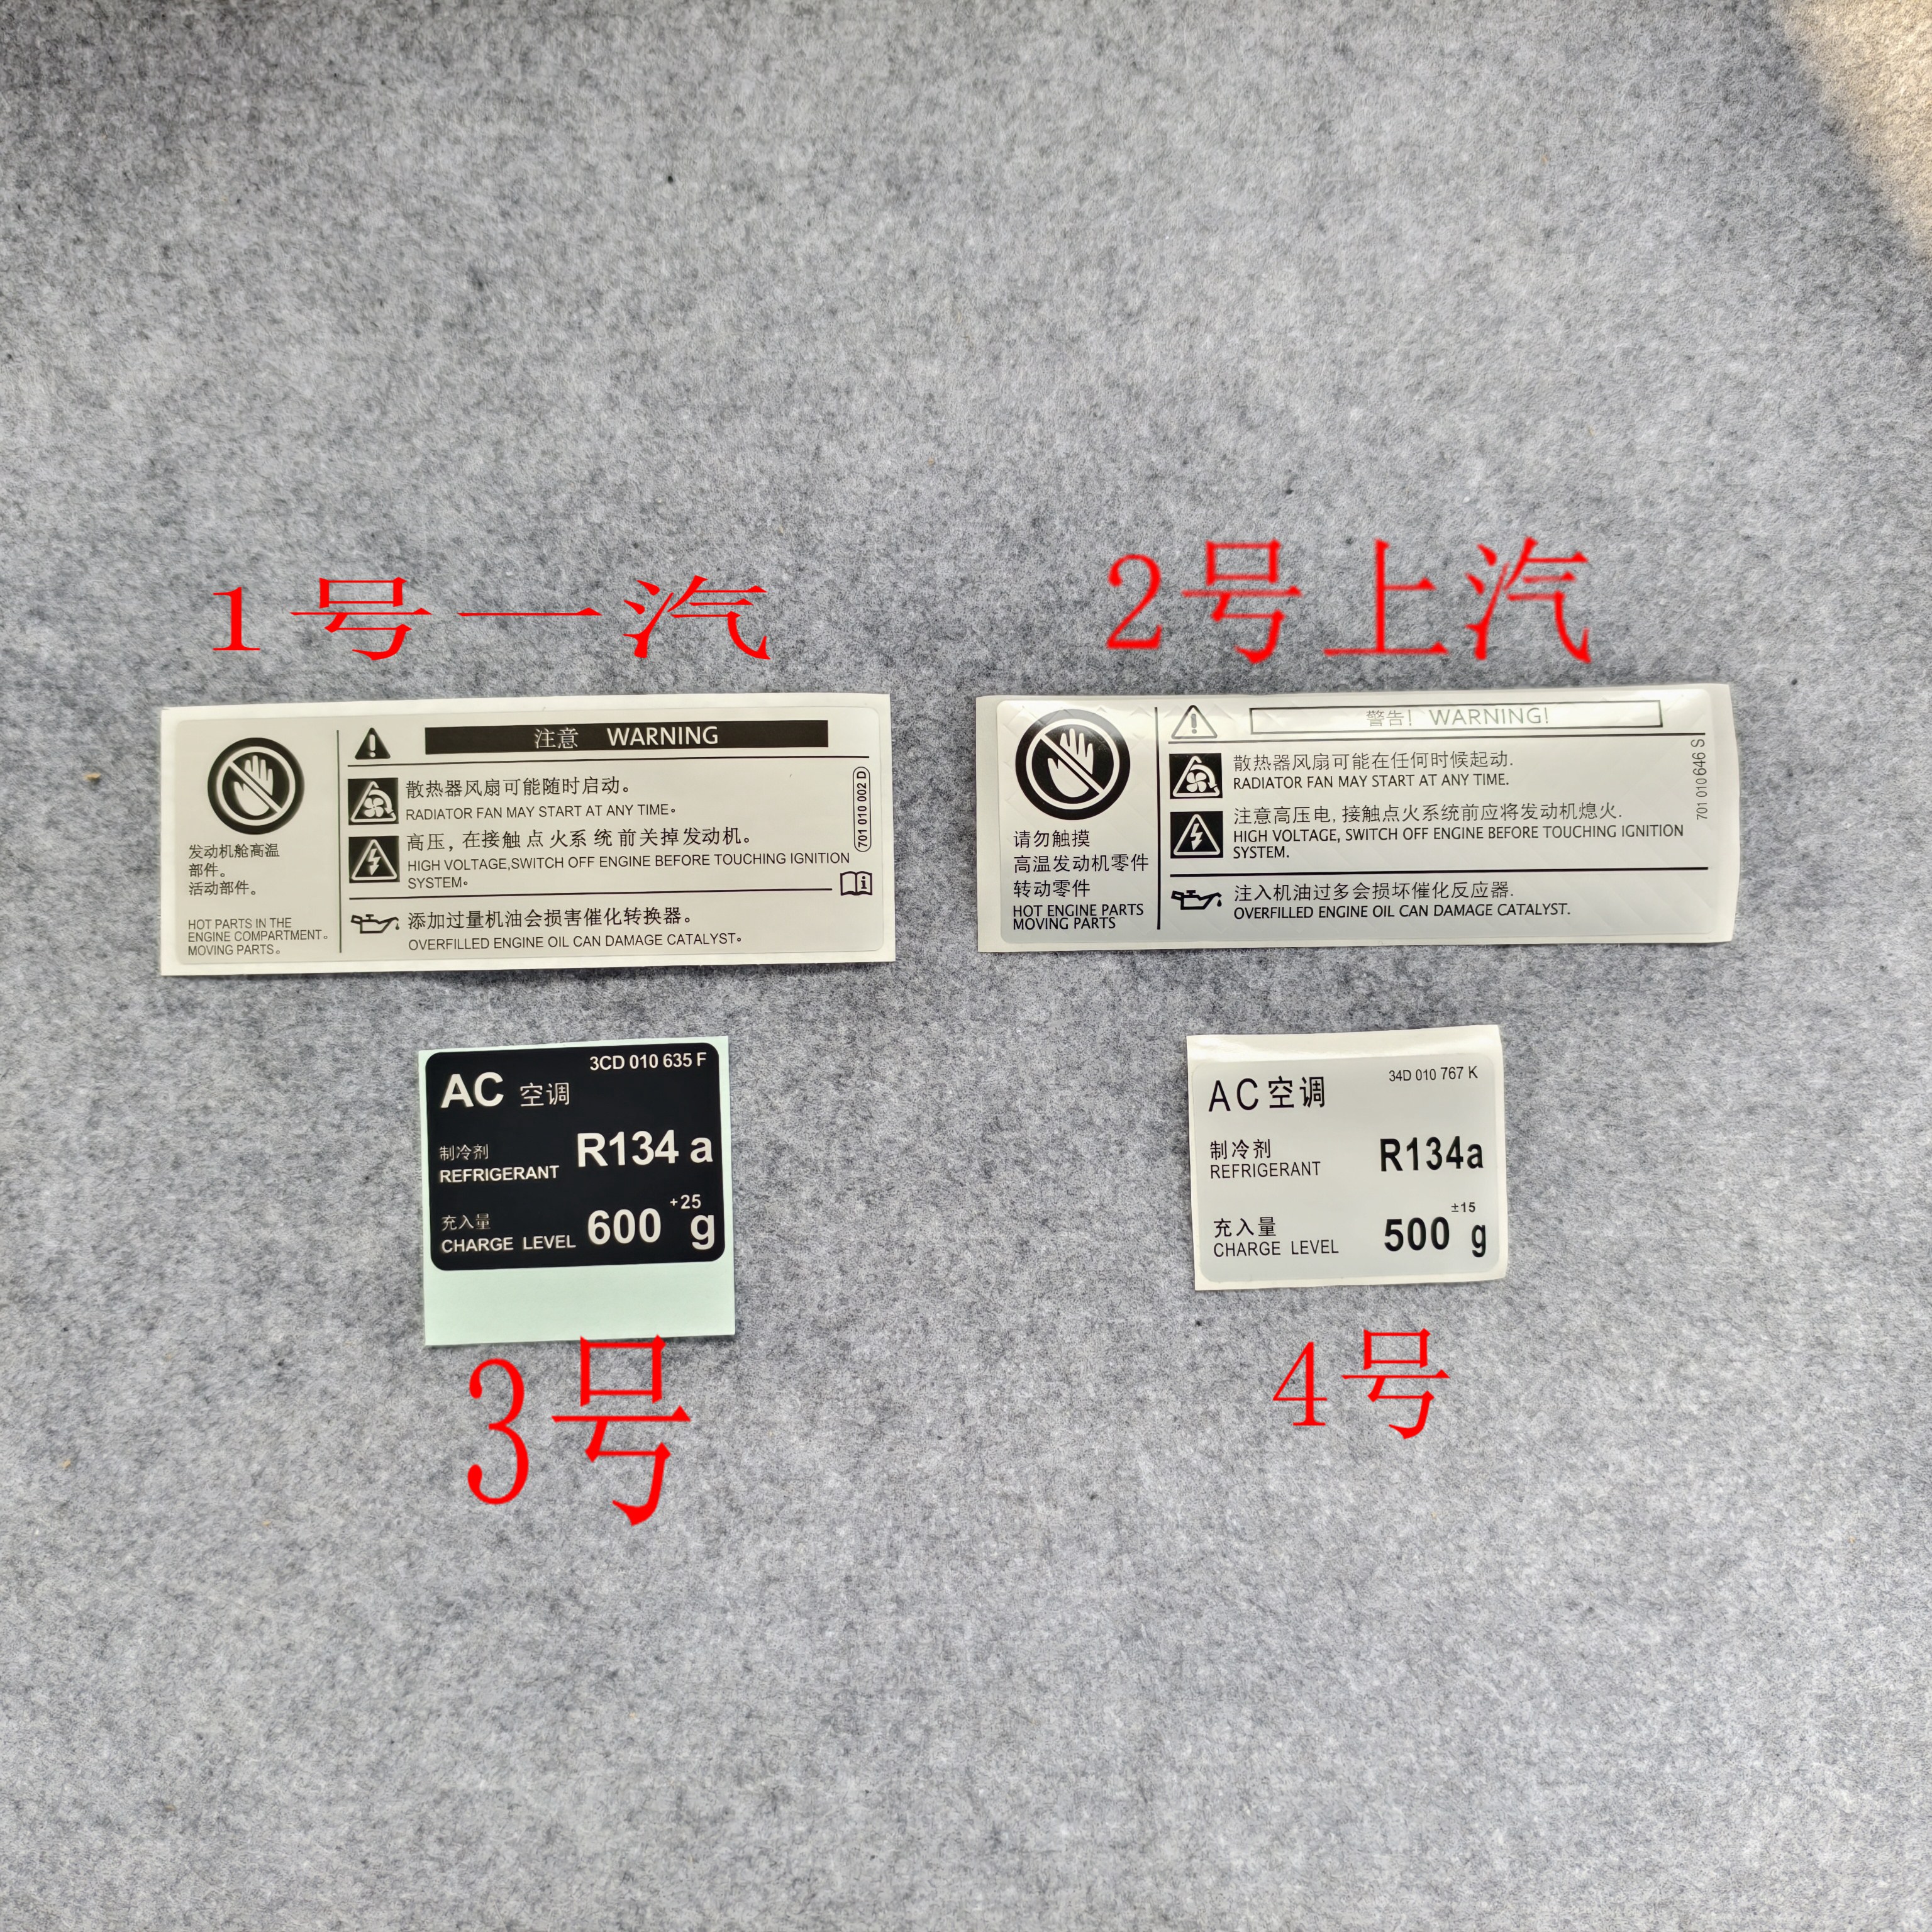 1号一汽
2号上汽
注意 WARNING
散热器风扇可能随时启动。
RADIATOR FAN MAY START AT ANY TIME。
高压,在接触点火系统前关掉发动机。
HIGH VOLTAGE,SWITCH OFF ENGINE BEFORE TOUCHING IGNITION
SYSTEM。
添加过量机油会损害催化转换器。
OVERFILLED ENGINE OIL CAN DAMAGE CATALYST。
701 010 002 D
发动机舱高温
部件。
活动部件。
HOT PARTS IN THE
ENGINE COMPARTMENT。
MOVING PARTS。
警告! WARNING!
散热器风扇可能在任何时候起动.
RADIATOR FAN MAY START AT ANY TIME.
注意高压电,接触点火系统前应将发动机熄火.
HIGH VOLTAGE, SWITCH OFF ENGINE BEFORE TOUCHING IGNITION
SYSTEM.
注入机油过多会损坏催化反应器.
OVERFILLED ENGINE OIL CAN DAMAGE CATALYST.
701 010 646 S
请勿触摸
高温发动机零件
转动零件
HOT ENGINE PARTS
MOVING PARTS
3CD 010 635 F
AC 空调
制冷剂
REFRIGERANT R134 a
充入量
CHARGE LEVEL 600 +25 g
3号
34D 010 767 K
AC空调
制冷剂
REFRIGERANT R134a
充入量
CHARGE LEVEL 500 ±15 g
4号